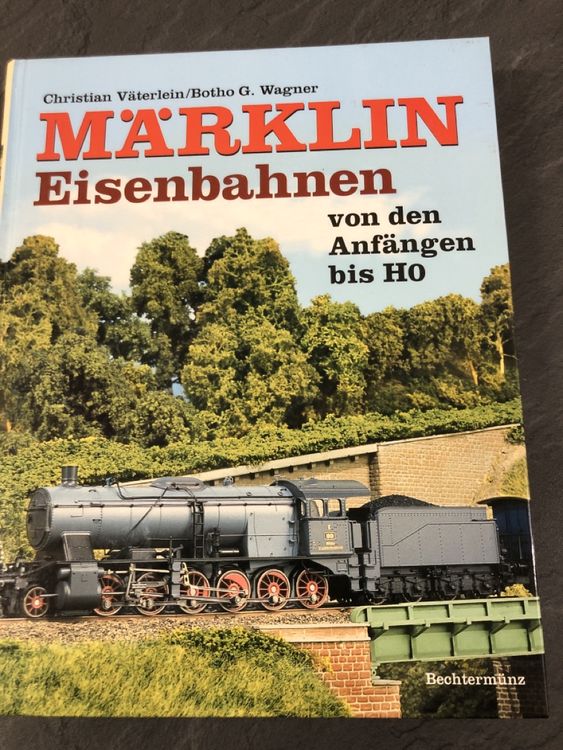 Christian Väterlein/Botho G. Wagner
MÄRKLIN
Eisenbahnen
von den
Anfängen
bis H0
Bechtermünz